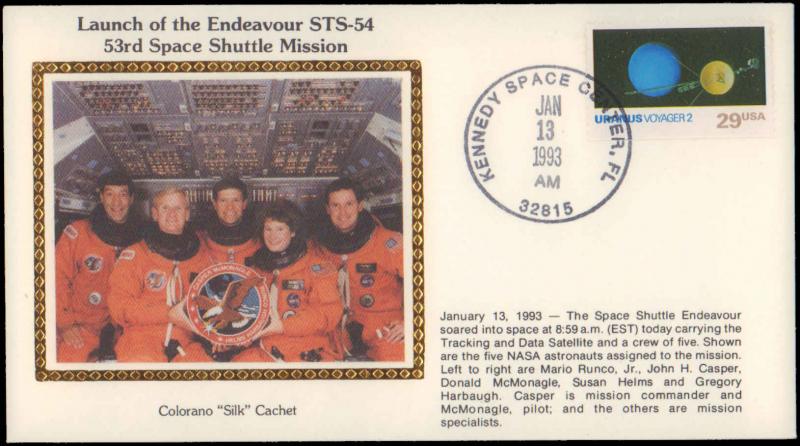 Launch of the Endeavour STS-54
53rd Space Shuttle Mission
URANUS VOYAGER 2
29USA
KENNEDY SPACE CENTER, FL
JAN
13
1993
AM
32815
McMONAGLE
HELMS
January 13, 1993 — The Space Shuttle Endeavour
soared into space at 8:59 a.m. (EST) today carrying the
Tracking and Data Satellite and a crew of five. Shown
are the five NASA astronauts assigned to the mission.
Left to right are Mario Runco, Jr., John H. Casper,
Donald McMonagle, Susan Helms and Gregory
Harbaugh. Casper is mission commander and
McMonagle, pilot; and the others are mission
specialists.
Colorano “Silk” Cachet